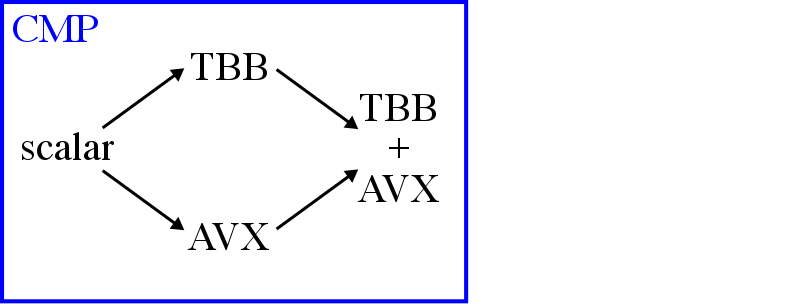 CMP
TBB
scalar
AVX
TBB
+
AVX